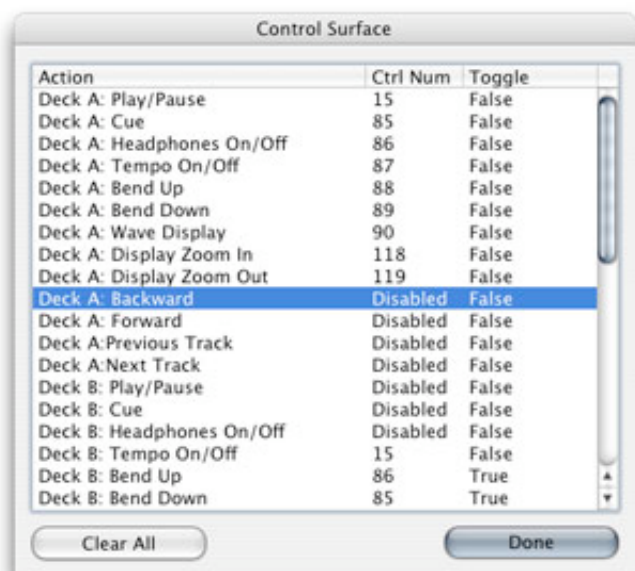 Control Surface
Action Ctrl Num Toggle
Deck A: Play/Pause 15 False
Deck A: Cue 85 False
Deck A: Headphones On/Off 86 False
Deck A: Tempo On/Off 87 False
Deck A: Bend Up 88 False
Deck A: Bend Down 89 False
Deck A: Wave Display 90 False
Deck A: Display Zoom In 118 False
Deck A: Display Zoom Out 119 False
Deck A: Backward Disabled False
Deck A: Forward Disabled False
Deck A:Previous Track Disabled False
Deck A:Next Track Disabled False
Deck B: Play/Pause Disabled False
Deck B: Cue Disabled False
Deck B: Headphones On/Off Disabled False
Deck B: Tempo On/Off 15 False
Deck B: Bend Up 86 True
Deck B: Bend Down 85 True
Clear All Done